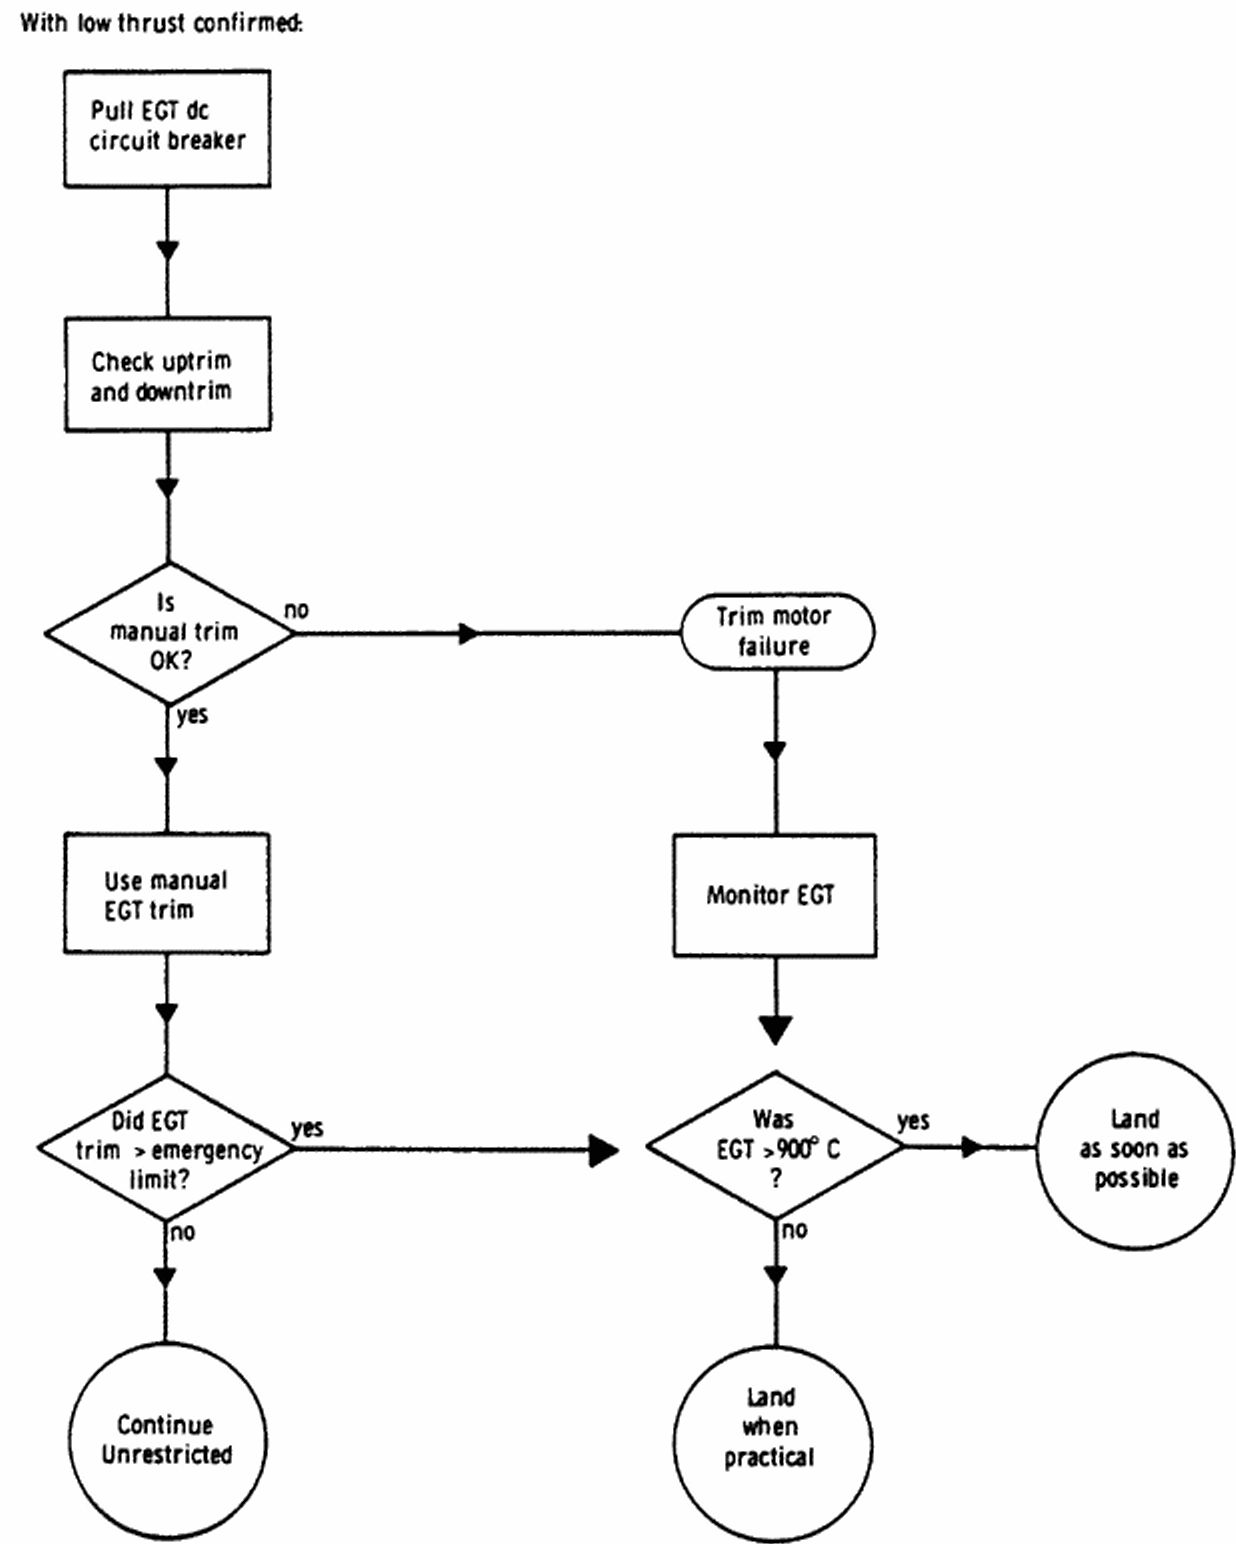 With low thrust confirmed:
Pull EGT dc
circuit breaker
Check uptrim
and downtrim
Is
manual trim
OK?
no
Trim motor
failure
yes
Use manual
EGT trim
Monitor EGT
Did EGT
trim > emergency
limit?
yes
Was
EGT >900° C
?
yes
Land
as soon as
possible
no
no
Continue
Unrestricted
Land
when
practical